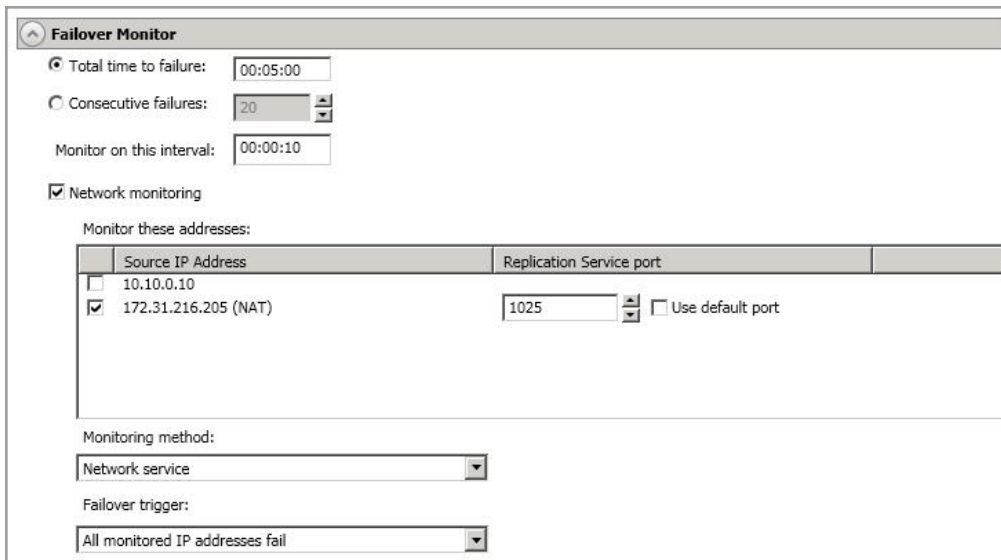 Failover Monitor
Total time to failure: 00:05:00
Consecutive failures: 20
Monitor on this interval: 00:00:10
Network monitoring
Monitor these addresses:
Source IP Address Replication Service port
10.10.0.10
172.31.216.205 (NAT) 1025 Use default port
Monitoring method:
Network service
Failover trigger:
All monitored IP addresses fail